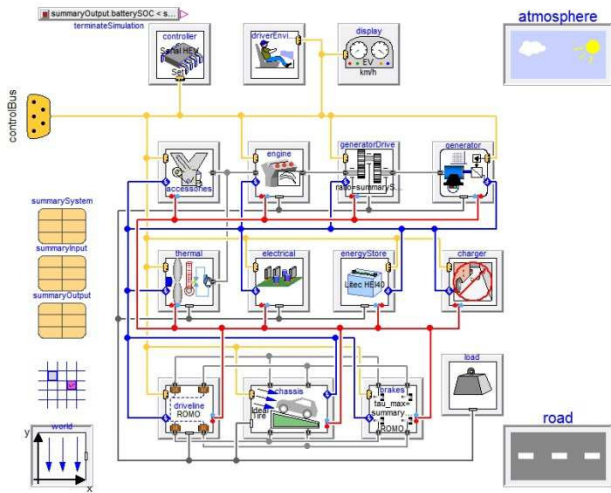 summaryOutput.batterySOC < s...
terminateSimulation
controller
Serial HEV
Set
driverEnvi...
display
EV
km/h
atmosphere
controlBus
accessories
engine
generatorDrive
ratio=summaryS...
generator
summarySystem
summaryInput
summaryOutput
thermal
electrical
energyStore
Litec HEI40
charger
driveline
ROMO
chassis
Ideal
Tire
brakes
tau_max=
summary...
ROMO
load
world
y
x
road